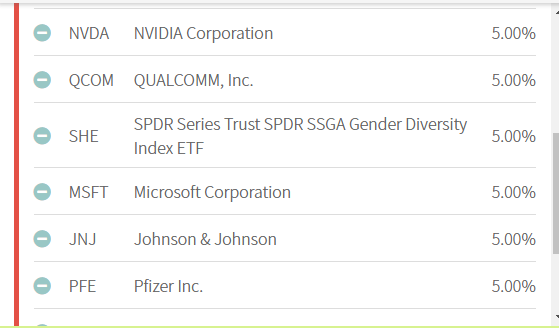 NVDA NVIDIA Corporation 5.00%
QCOM QUALCOMM, Inc. 5.00%
SHE SPDR Series Trust SPDR SSGA Gender Diversity Index ETF 5.00%
MSFT Microsoft Corporation 5.00%
JNJ Johnson & Johnson 5.00%
PFE Pfizer Inc. 5.00%